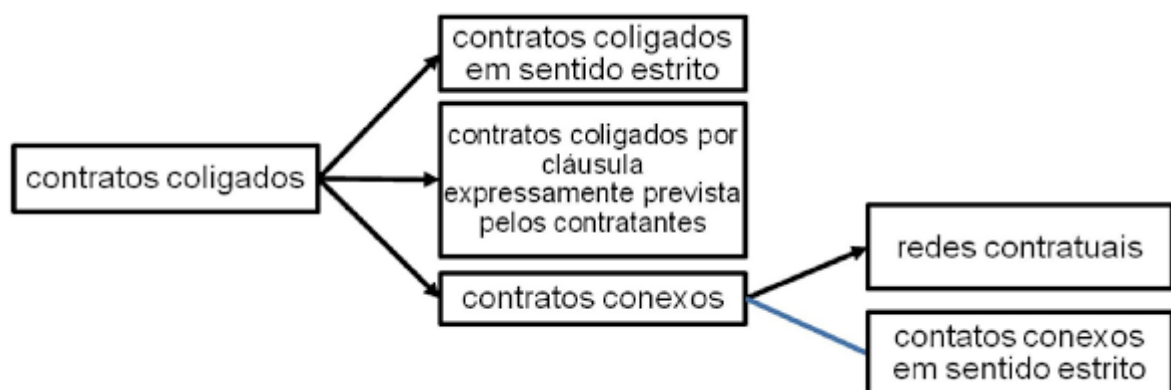 contratos coligados
em sentido estrito
contratos coligados por
cláusula
expressamente prevista
pelos contratantes
contratos coligados
contratos conexos
redes contratuais
contatos conexos
em sentido estrito